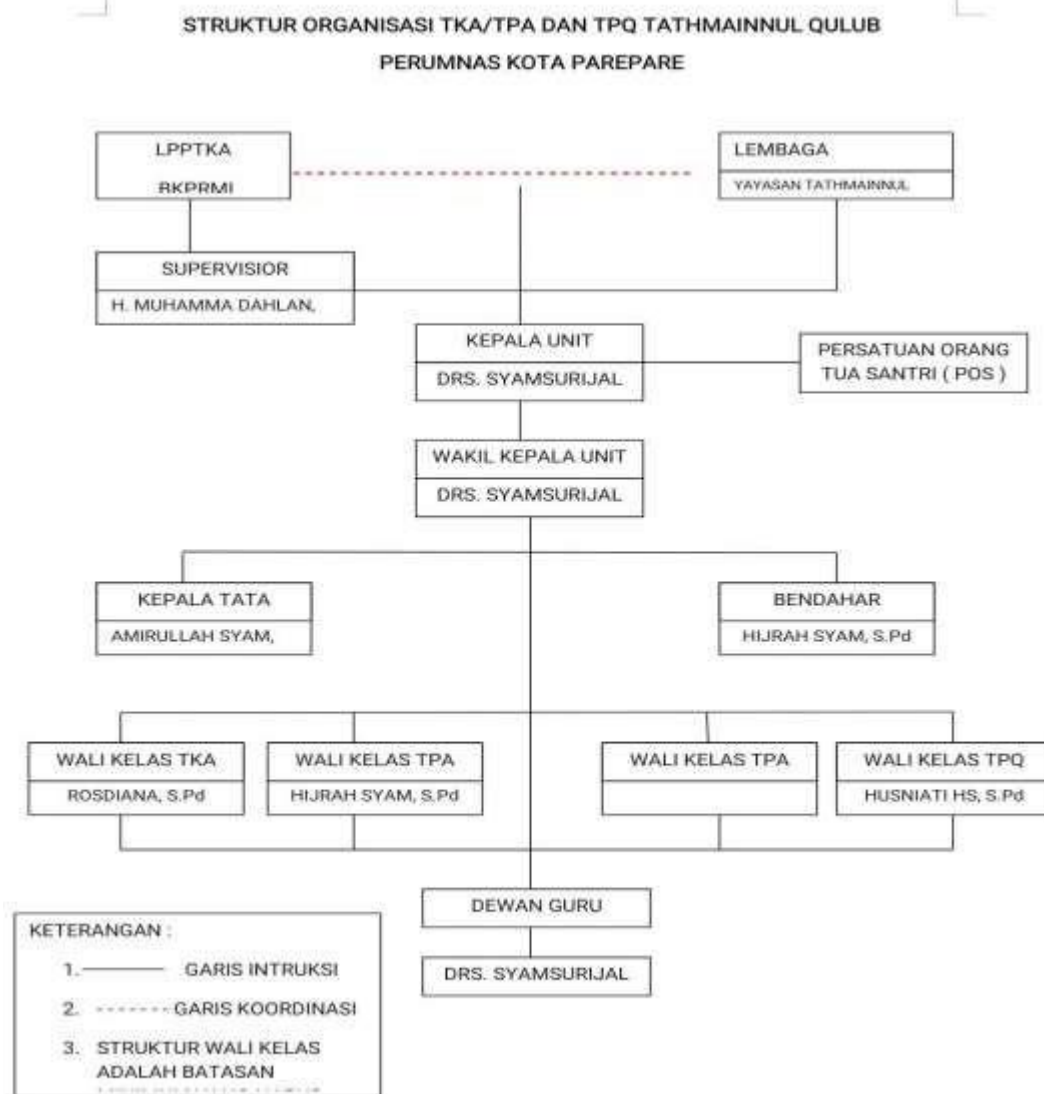 STRUKTUR ORGANISASI TKA/TPA DAN TPQ TATHMAINNUL QULUB
PERUMNAS KOTA PAREPARE
LPPTKA
BKPRMI
LEMBAGA
YAYASAN TATHMAINNUL
SUPERVISIOR
H. MUHAMMA DAHLAN,
KEPALA UNIT
DRS. SYAMSURIJAL
PERSATUAN ORANG
TUA SANTRI ( POS )
WAKIL KEPALA UNIT
DRS. SYAMSURIJAL
KEPALA TATA
AMIRULLAH SYAM,
BENDAHAR
HIJRAH SYAM, S.Pd
WALI KELAS TKA
ROSDIANA, S.Pd
WALI KELAS TPA
HIJRAH SYAM, S.Pd
WALI KELAS TPA
WALI KELAS TPQ
HUSNIATI HS, S.Pd
DEWAN GURU
DRS. SYAMSURIJAL
KETERANGAN :
1. GARIS INTRUKSI
2. GARIS KOORDINASI
3. STRUKTUR WALI KELAS
ADALAH BATASAN